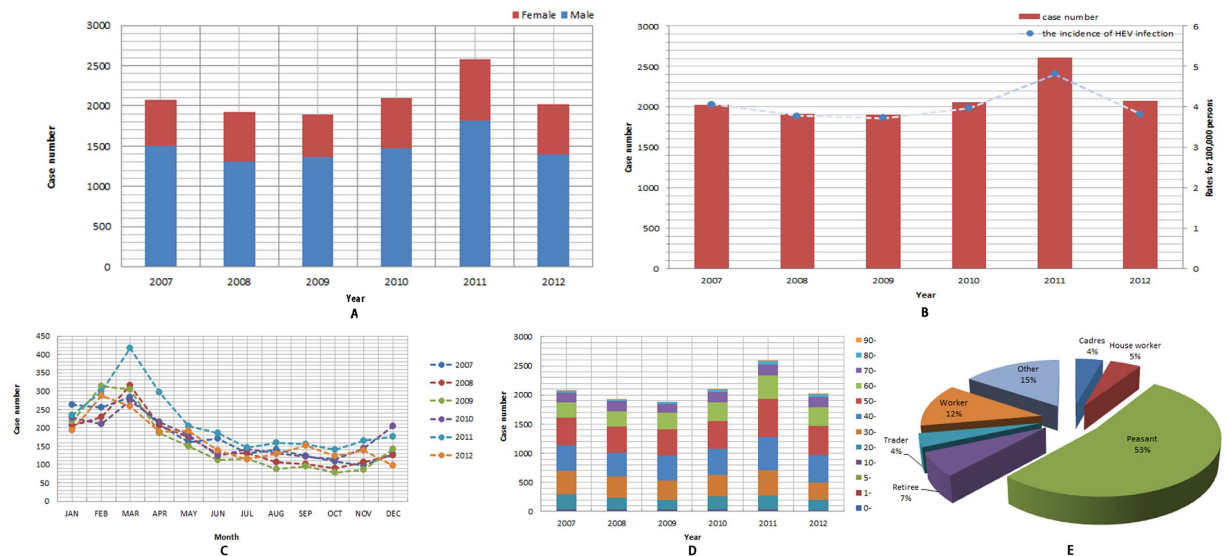 Female Male
3000
2500
2000
1500
1000
500
0
Case number
2007 2008 2009 2010 2011 2012
Year
A
case number
the incidence of HEV infection
3000
2500
2000
1500
1000
500
0
Case number
6
5
4
3
2
1
0
Rates for 100,000 persons
2007 2008 2009 2010 2011 2012
Year
B
450
400
350
300
250
200
150
100
50
0
Case number
JAN FEB MAR APR MAY JUN JUL AUG SEP OCT NOV DEC
Month
2007
2008
2009
2010
2011
2012
C
3000
2500
2000
1500
1000
500
0
Case number
2007 2008 2009 2010 2011 2012
Year
90-
80-
70-
60-
50-
40-
30-
20-
10-
5-
1-
0-
D
Cadres
4%
House worker
5%
Other
15%
Worker
12%
Peasant
53%
Trader
4%
Retiree
7%
E